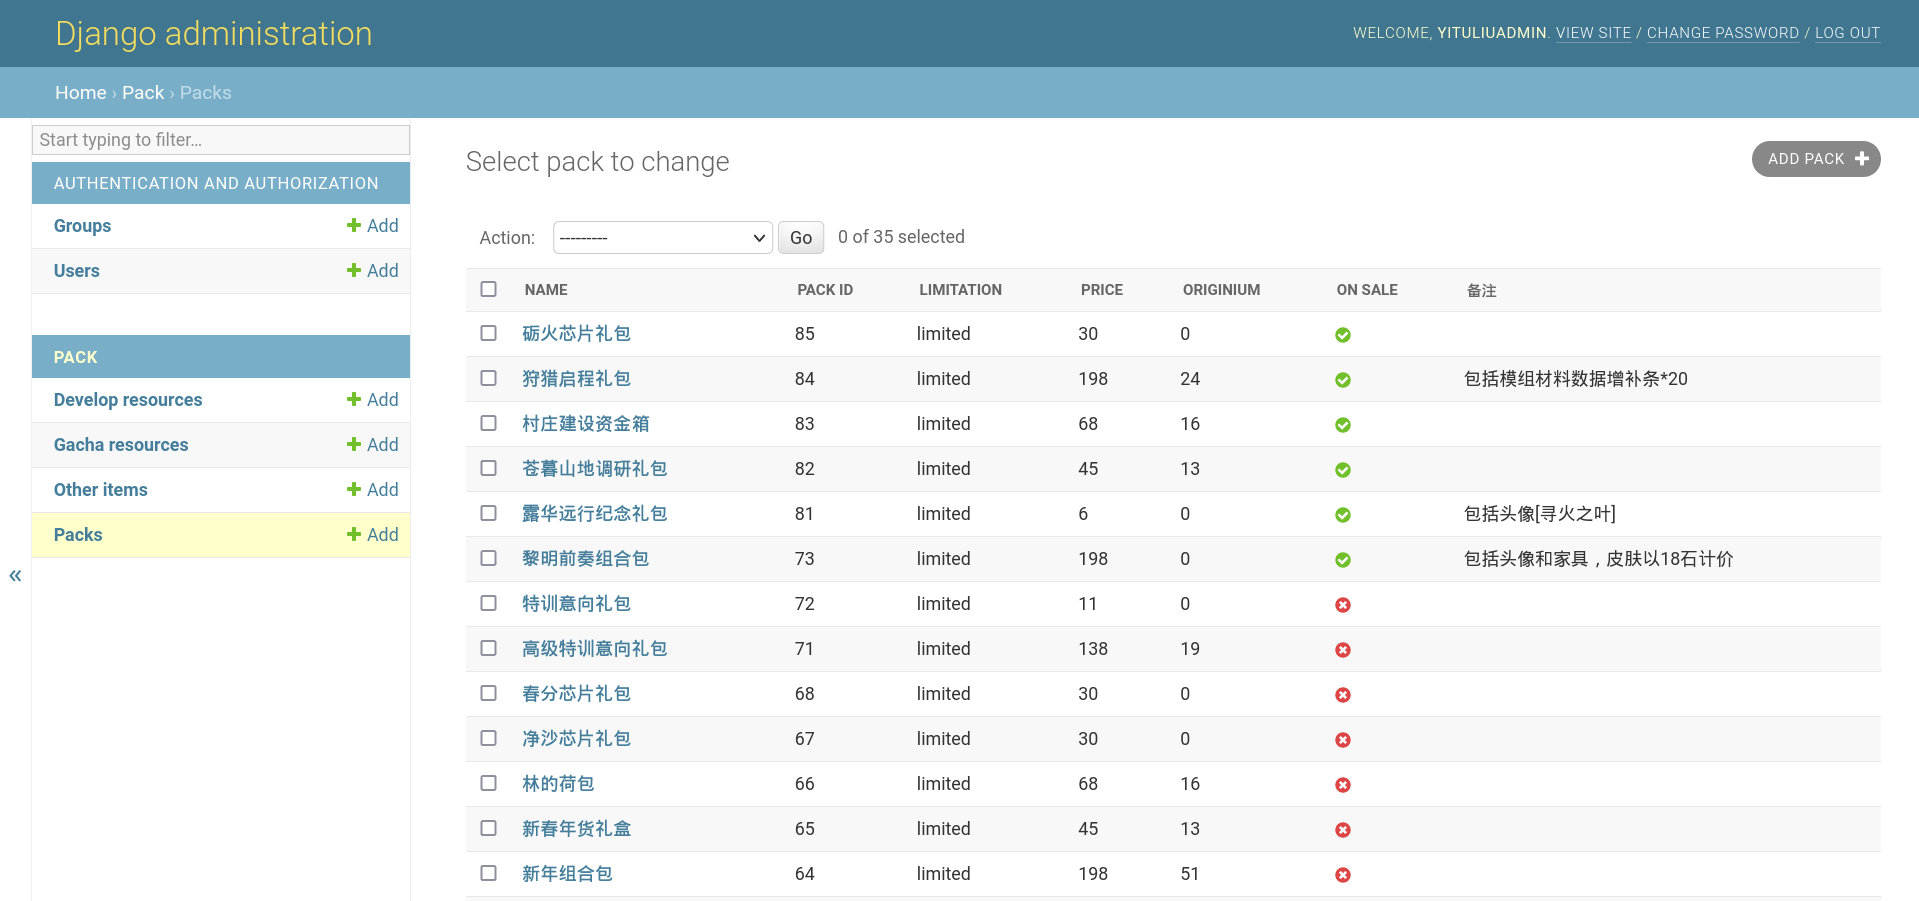 Django administration
WELCOME, YITULIUADMIN. VIEW SITE / CHANGE PASSWORD / LOG OUT
Home › Pack › Packs
Start typing to filter...
AUTHENTICATION AND AUTHORIZATION
Groups Add
Users Add
PACK
Develop resources Add
Gacha resources Add
Other items Add
Packs Add
«
Select pack to change
ADD PACK
Action: --------- Go 0 of 35 selected
NAME PACK ID LIMITATION PRICE ORIGINIUM ON SALE 备注
砺火芯片礼包 85 limited 30 0
狩猎启程礼包 84 limited 198 24 包括模组材料数据增补条*20
村庄建设资金箱 83 limited 68 16
苍暮山地调研礼包 82 limited 45 13
露华远行纪念礼包 81 limited 6 0 包括头像[寻火之叶]
黎明前奏组合包 73 limited 198 0 包括头像和家具，皮肤以18石计价
特训意向礼包 72 limited 11 0
高级特训意向礼包 71 limited 138 19
春分芯片礼包 68 limited 30 0
净沙芯片礼包 67 limited 30 0
林的荷包 66 limited 68 16
新春年货礼盒 65 limited 45 13
新年组合包 64 limited 198 51